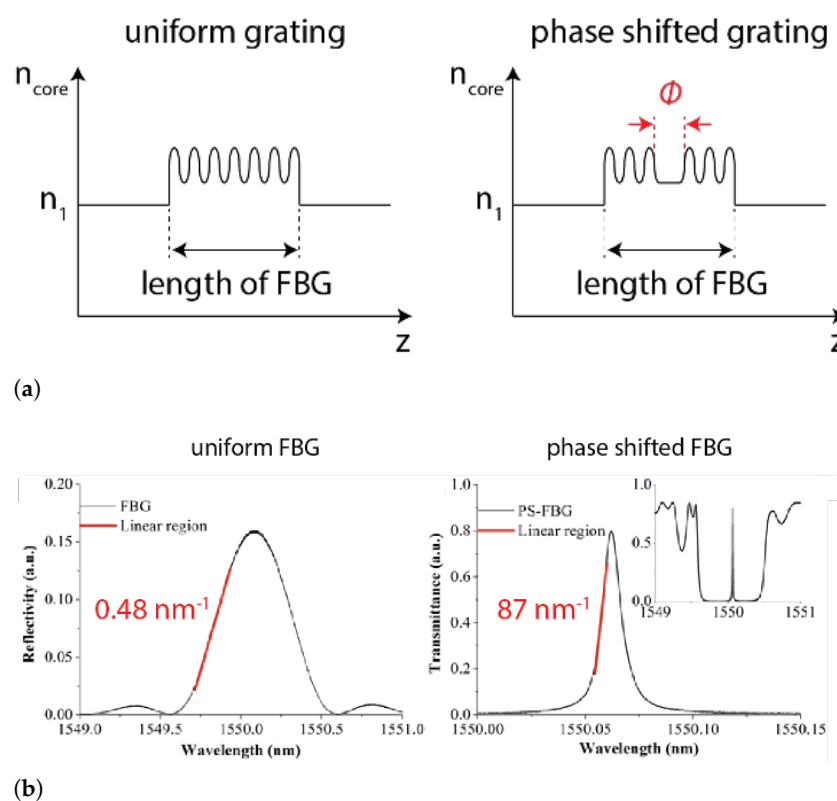 uniform grating
phase shifted grating
n_core
n_1
length of FBG
z
n_core
Φ
n_1
length of FBG
z
(a)
uniform FBG
phase shifted FBG
0.20
0.15
0.10
0.05
0.00
Reflectivity (a.u.)
FBG
Linear region
0.48 nm⁻¹
1549.0
1549.5
1550.0
1550.5
1551.0
Wavelength (nm)
1.0
0.8
0.6
0.4
0.2
0.0
Transmittance (a.u.)
PS-FBG
Linear region
87 nm⁻¹
1.0
0.5
0.0
1549
1550
1551
1550.00
1550.05
1550.10
1550.15
Wavelength (nm)
(b)